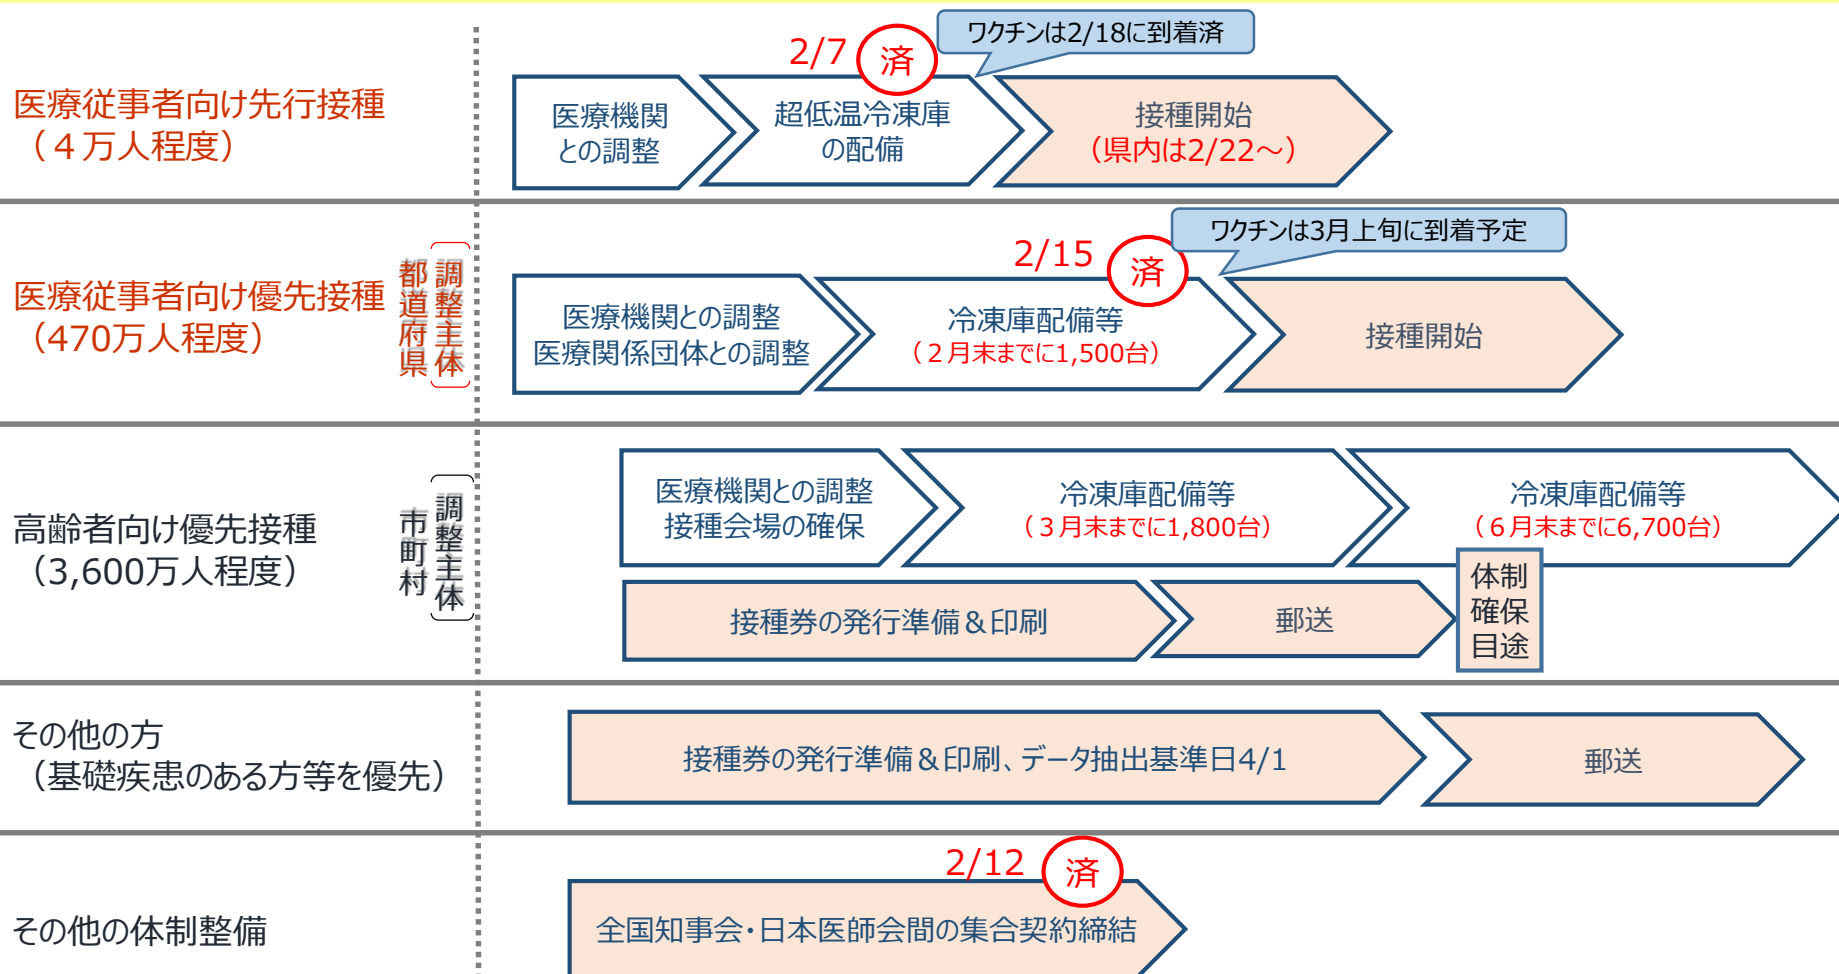 医療従事者向け先行接種
（４万人程度）
医療機関
との調整
2/7
済
超低温冷凍庫
の配備
ワクチンは2/18に到着済
接種開始
（県内は2/22～）
医療従事者向け優先接種
（470万人程度）
調整主体
都道府県
医療機関との調整
医療関係団体との調整
2/15
済
冷凍庫配備等
（２月末までに1,500台）
ワクチンは3月上旬に到着予定
接種開始
高齢者向け優先接種
（3,600万人程度）
調整主体
市町村
医療機関との調整
接種会場の確保
冷凍庫配備等
（３月末までに1,800台）
冷凍庫配備等
（６月末までに6,700台）
接種券の発行準備＆印刷
郵送
体制
確保
目途
その他の方
（基礎疾患のある方等を優先）
接種券の発行準備＆印刷、データ抽出基準日4/1
郵送
その他の体制整備
2/12
済
全国知事会・日本医師会間の集合契約締結